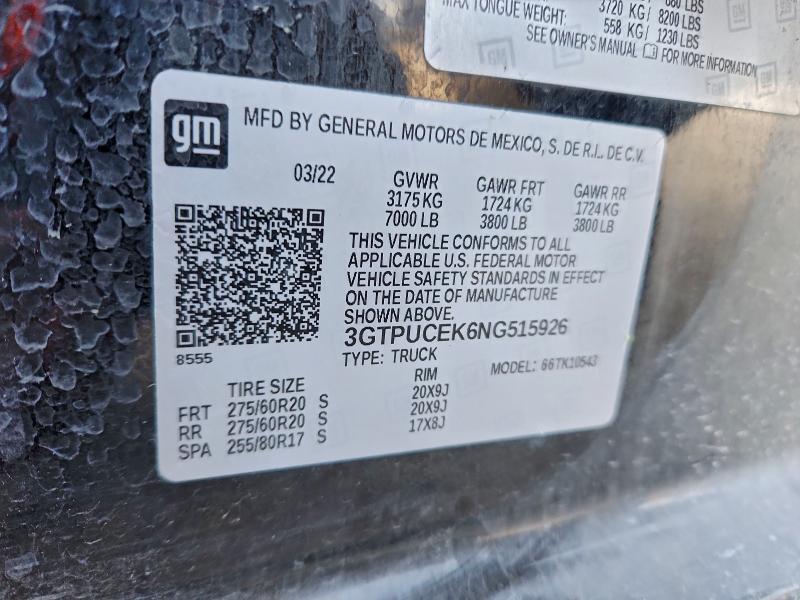 680 LBS
3720 KG / 8200 LBS
MAX TONGUE WEIGHT: 558 KG / 1230 LBS
SEE OWNER'S MANUAL FOR MORE INFORMATION
gm
MFD BY GENERAL MOTORS DE MEXICO, S. DE R.L. DE C.V.
03/22 GVWR GAWR FRT GAWR RR
3175 KG 1724 KG 1724 KG
7000 LB 3800 LB 3800 LB
THIS VEHICLE CONFORMS TO ALL
APPLICABLE U.S. FEDERAL MOTOR
VEHICLE SAFETY STANDARDS IN EFFECT
ON THE DATE OF MANUFACTURE
SHOWN ABOVE.
3GTPUCEK6NG515926
8555 TYPE: TRUCK MODEL: 66TK10543
TIRE SIZE RIM
FRT 275/60R20 S 20X9J
RR 275/60R20 S 20X9J
SPA 255/80R17 S 17X8J